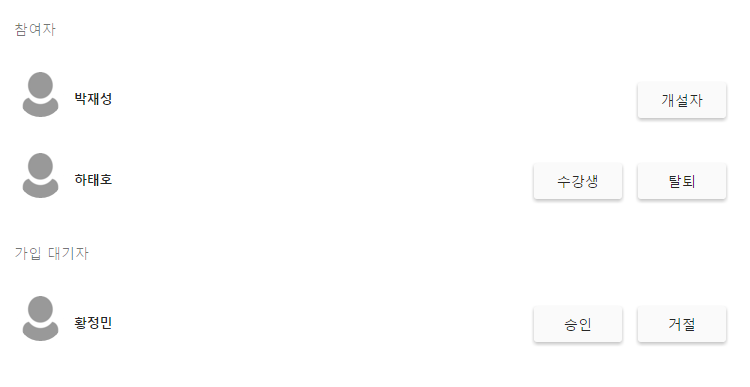 참여자
박재성 개설자
하태호 수강생 탈퇴
가입 대기자
황정민 승인 거절